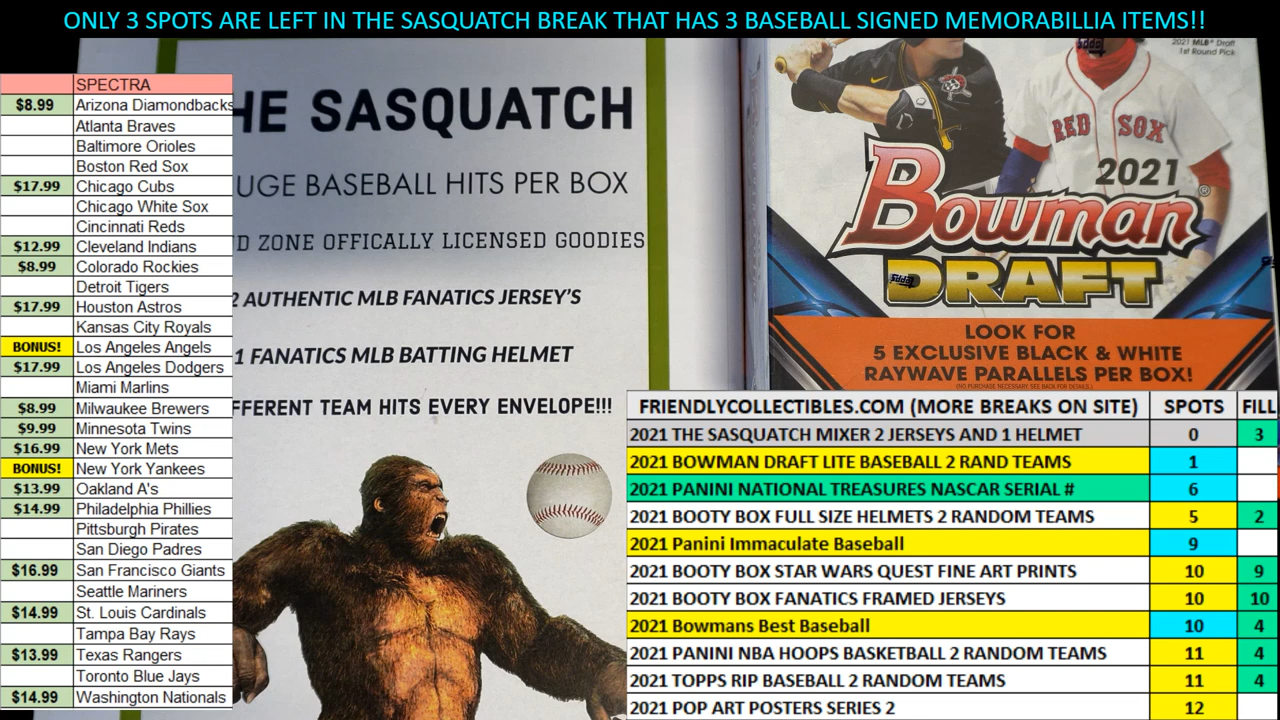 ONLY 3 SPOTS ARE LEFT IN THE SASQUATCH BREAK THAT HAS 3 BASEBALL SIGNED MEMORABILLIA ITEMS!!
SPECTRA
$8.99 Arizona Diamondbacks
Atlanta Braves
Baltimore Orioles
Boston Red Sox
$17.99 Chicago Cubs
Chicago White Sox
Cincinnati Reds
$12.99 Cleveland Indians
$8.99 Colorado Rockies
Detroit Tigers
$17.99 Houston Astros
Kansas City Royals
BONUS! Los Angeles Angels
$17.99 Los Angeles Dodgers
Miami Marlins
$8.99 Milwaukee Brewers
$9.99 Minnesota Twins
$16.99 New York Mets
BONUS! New York Yankees
$13.99 Oakland A's
$14.99 Philadelphia Phillies
Pittsburgh Pirates
San Diego Padres
$16.99 San Francisco Giants
Seattle Mariners
$14.99 St. Louis Cardinals
Tampa Bay Rays
$13.99 Texas Rangers
Toronto Blue Jays
$14.99 Washington Nationals
HE SASQUATCH
UGE BASEBALL HITS PER BOX
D ZONE OFFICALLY LICENSED GOODIES
2 AUTHENTIC MLB FANATICS JERSEY'S
1 FANATICS MLB BATTING HELMET
FFERENT TEAM HITS EVERY ENVELOPE!!!
2021 MLB® Draft
1st Round Pick
RED SOX
2021
Bowman®
DRAFT
LOOK FOR
5 EXCLUSIVE BLACK & WHITE
RAYWAVE PARALLELS PER BOX!
(NO PURCHASE NECESSARY. SEE BACK FOR DETAILS.)
FRIENDLYCOLLECTIBLES.COM (MORE BREAKS ON SITE) SPOTS FILL
2021 THE SASQUATCH MIXER 2 JERSEYS AND 1 HELMET 0 3
2021 BOWMAN DRAFT LITE BASEBALL 2 RAND TEAMS 1
2021 PANINI NATIONAL TREASURES NASCAR SERIAL # 6
2021 BOOTY BOX FULL SIZE HELMETS 2 RANDOM TEAMS 5 2
2021 Panini Immaculate Baseball 9
2021 BOOTY BOX STAR WARS QUEST FINE ART PRINTS 10 9
2021 BOOTY BOX FANATICS FRAMED JERSEYS 10 10
2021 Bowmans Best Baseball 10 4
2021 PANINI NBA HOOPS BASKETBALL 2 RANDOM TEAMS 11 4
2021 TOPPS RIP BASEBALL 2 RANDOM TEAMS 11 4
2021 POP ART POSTERS SERIES 2 12